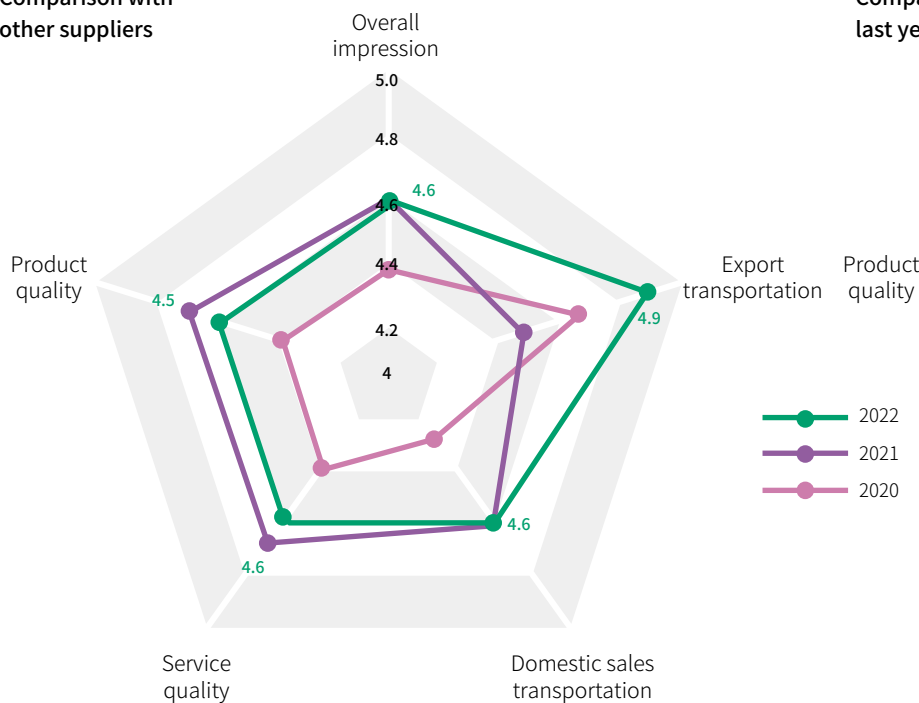 Comparison with
other suppliers
last ye
Overall
impression
5.0
4.8
4.6
4.6
4.4
4.2
4
Product
quality
4.5
Export
transportation
4.9
Product
quality
2022
2021
2020
4.6
4.6
Service
quality
Domestic sales
transportation